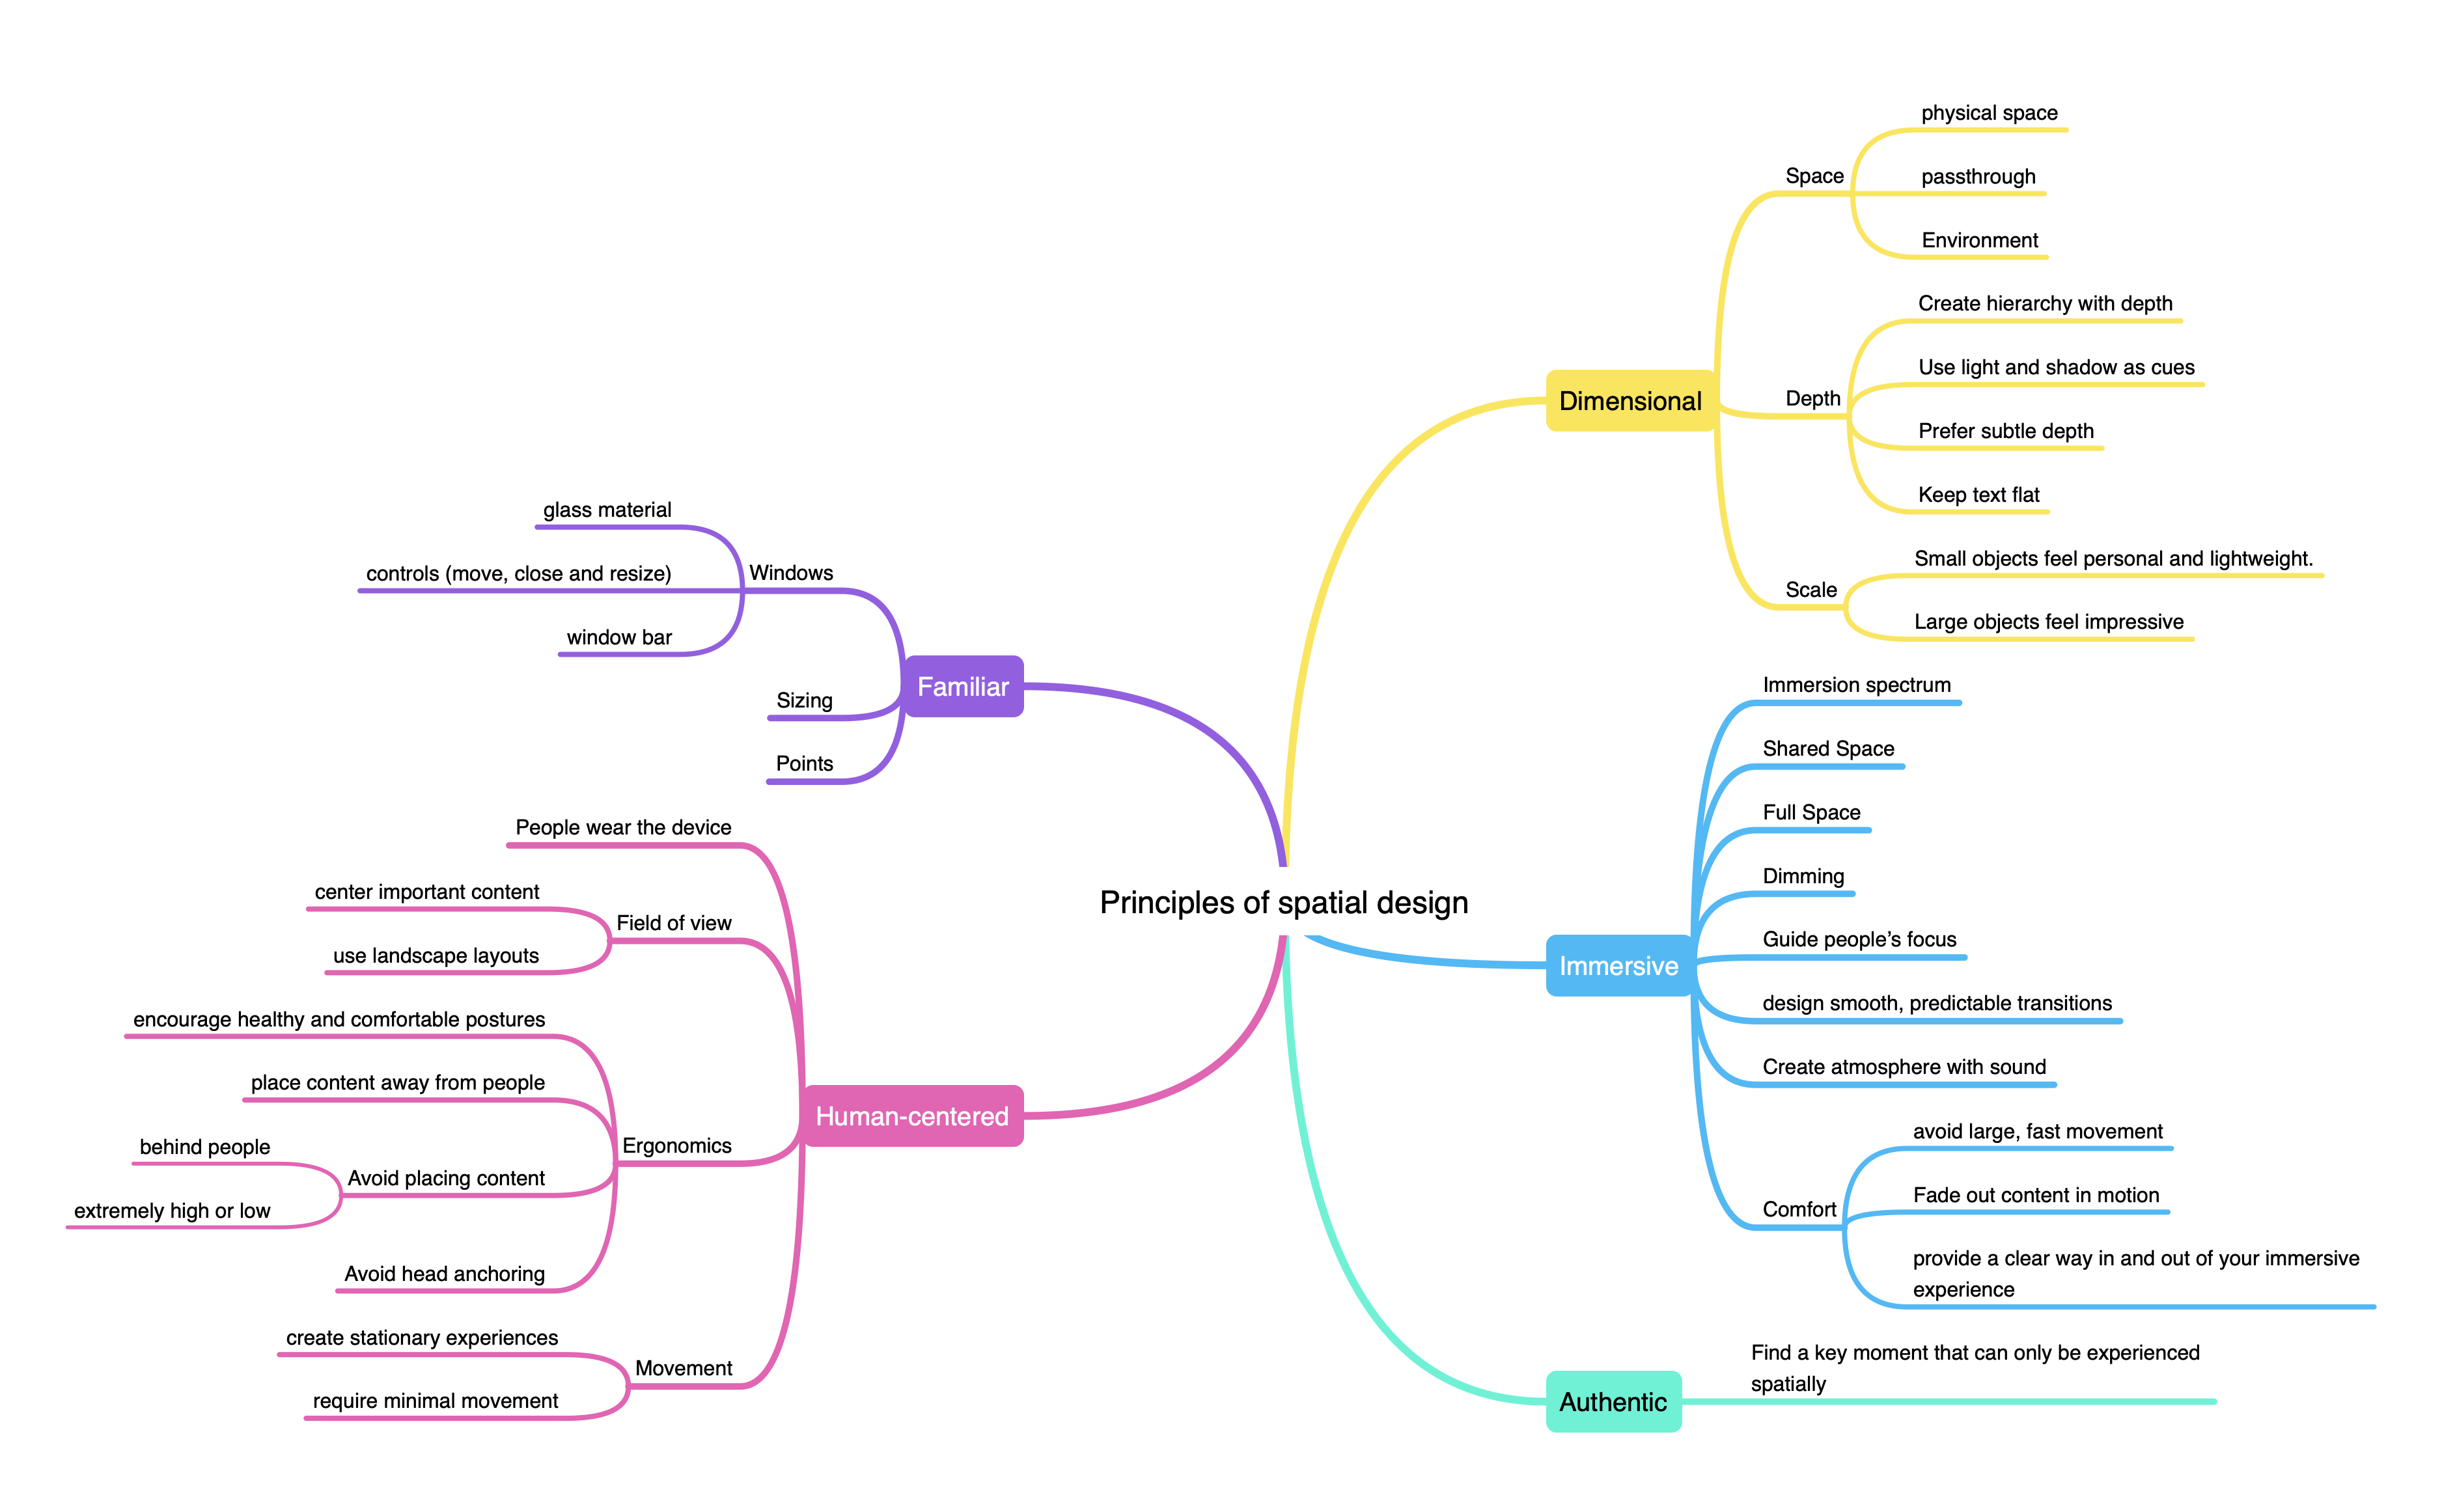 Principles of spatial design
Familiar
Windows
glass material
controls (move, close and resize)
window bar
Sizing
Points
Human-centered
People wear the device
Field of view
center important content
use landscape layouts
Ergonomics
encourage healthy and comfortable postures
place content away from people
Avoid placing content
behind people
extremely high or low
Avoid head anchoring
Movement
create stationary experiences
require minimal movement
Dimensional
Space
physical space
passthrough
Environment
Depth
Create hierarchy with depth
Use light and shadow as cues
Prefer subtle depth
Keep text flat
Scale
Small objects feel personal and lightweight.
Large objects feel impressive
Immersive
Immersion spectrum
Shared Space
Full Space
Dimming
Guide people’s focus
design smooth, predictable transitions
Create atmosphere with sound
Comfort
avoid large, fast movement
Fade out content in motion
provide a clear way in and out of your immersive
experience
Authentic
Find a key moment that can only be experienced
spatially